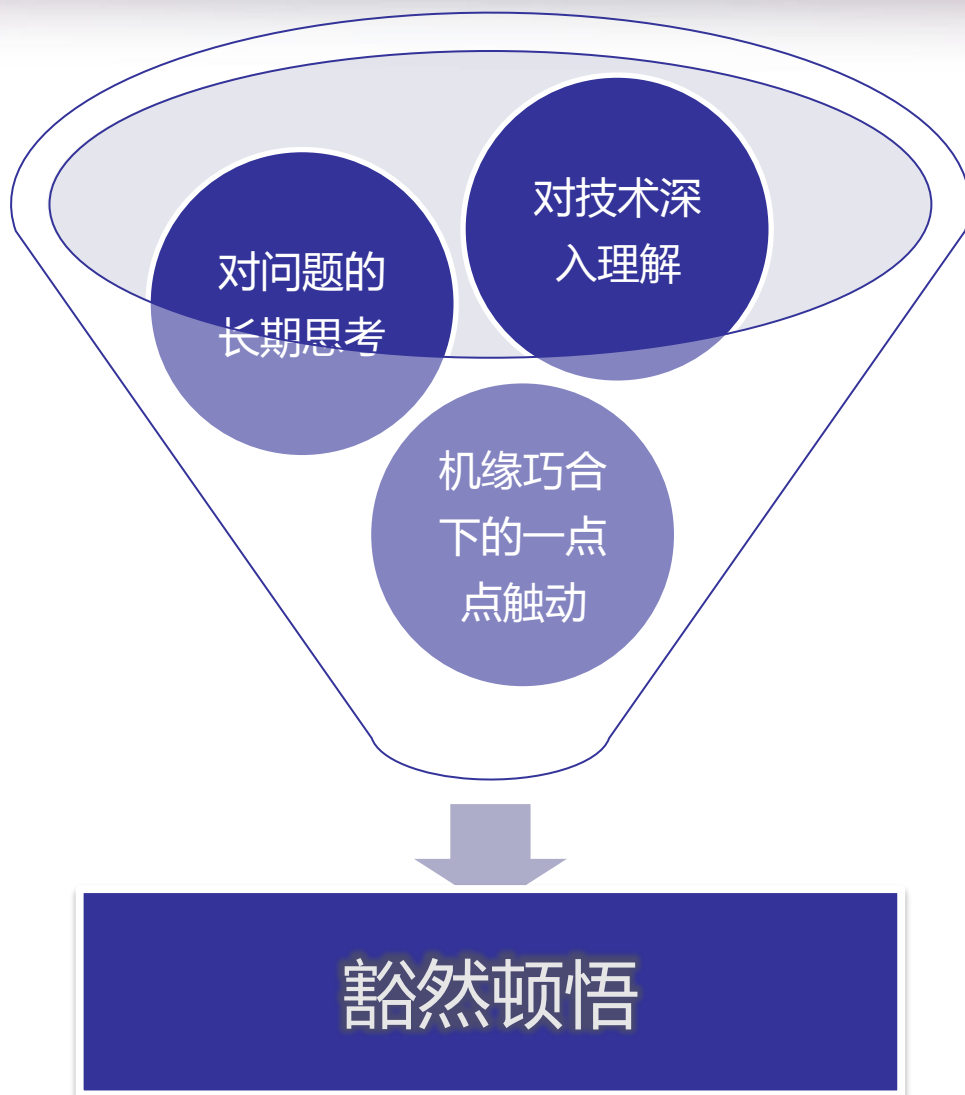 对问题的
长期思考
对技术深
入理解
机缘巧合
下的一点
点触动
豁然顿悟